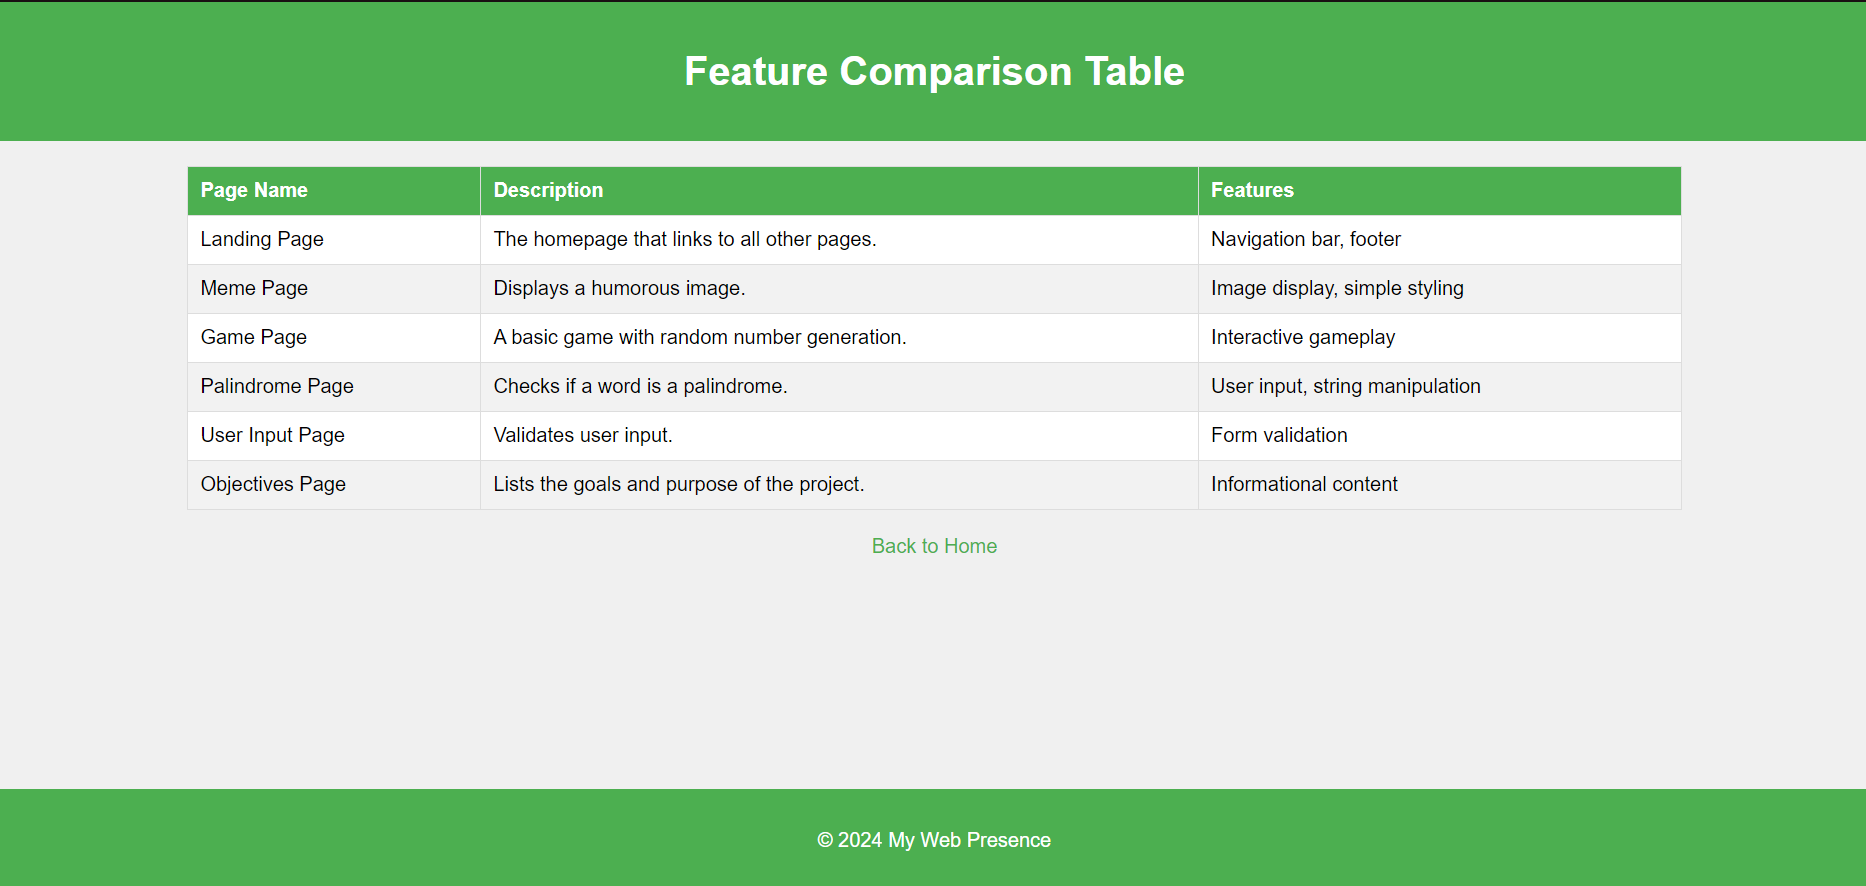 Feature Comparison Table
Page Name Description Features
Landing Page The homepage that links to all other pages. Navigation bar, footer
Meme Page Displays a humorous image. Image display, simple styling
Game Page A basic game with random number generation. Interactive gameplay
Palindrome Page Checks if a word is a palindrome. User input, string manipulation
User Input Page Validates user input. Form validation
Objectives Page Lists the goals and purpose of the project. Informational content
Back to Home
© 2024 My Web Presence